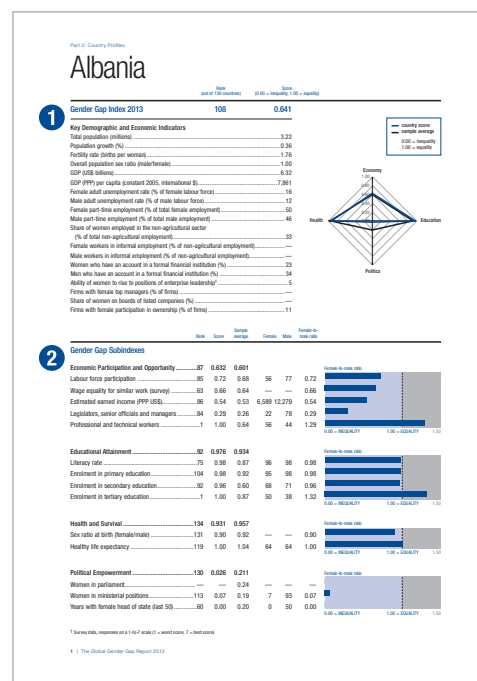 Part 2: Country Profiles
Albania
Rank Score
(out of 136 countries) (0.00 = inequality, 1.00 = equality)
1 Gender Gap Index 2013 108 0.641
Key Demographic and Economic Indicators
Total population (millions) 3.22
Population growth (%) 0.36
Fertility rate (births per woman) 1.76
Overall population sex ratio (male/female) 1.00
GDP (US$ billions) 6.32
GDP (PPP) per capita (constant 2005, international $) 7,861
Female adult unemployment rate (% of female labour force) 16
Male adult unemployment rate (% of male labour force) 12
Female part-time employment (% of total female employment) 50
Male part-time employment (% of total male employment) 46
Share of women employed in the non-agricultural sector
(% of total non-agricultural employment) 33
Female workers in informal employment (% of non-agricultural employment) —
Male workers in informal employment (% of non-agricultural employment) —
Women who have an account in a formal financial institution (%) 23
Men who have an account in a formal financial institution (%) 34
Ability of women to rise to positions of enterprise leadership¹ 5
Firms with female top managers (% of firms) —
Share of women on boards of listed companies (%) —
Firms with female participation in ownership (% of firms) 11
country score
sample average
0.00 = inequality
1.00 = equality
Economy
1.00
0.80
0.60
0.40
0.20
0.00
Health
Education
Politics
Rank Score Sample average Female Male Female-to-male ratio
2 Gender Gap Subindexes
Economic Participation and Opportunity 87 0.632 0.601
Labour force participation 85 0.72 0.68 56 77 0.72
Wage equality for similar work (survey) 63 0.66 0.64 — — 0.66
Estimated earned income (PPP US$) 86 0.54 0.53 6,589 12,279 0.54
Legislators, senior officials and managers 84 0.29 0.26 22 78 0.29
Professional and technical workers 1 1.00 0.64 56 44 1.29
Female-to-male ratio
0.00 = INEQUALITY 1.00 = EQUALITY 1.50
Educational Attainment 92 0.976 0.934
Literacy rate 75 0.98 0.87 96 98 0.98
Enrolment in primary education 104 0.98 0.92 95 98 0.98
Enrolment in secondary education 92 0.96 0.60 68 71 0.96
Enrolment in tertiary education 1 1.00 0.87 50 38 1.32
Female-to-male ratio
0.00 = INEQUALITY 1.00 = EQUALITY 1.50
Health and Survival 134 0.931 0.957
Sex ratio at birth (female/male) 131 0.90 0.92 — — 0.90
Healthy life expectancy 119 1.00 1.04 64 64 1.00
Female-to-male ratio
0.00 = INEQUALITY 1.00 = EQUALITY 1.50
Political Empowerment 130 0.026 0.211
Women in parliament — — 0.24 — — —
Women in ministerial positions 113 0.07 0.19 7 93 0.07
Years with female head of state (last 50) 60 0.00 0.20 0 50 0.00
Female-to-male ratio
0.00 = INEQUALITY 1.00 = EQUALITY 1.50
¹ Survey data, responses on a 1-to-7 scale (1 = worst score, 7 = best score)
1 | The Global Gender Gap Report 2013